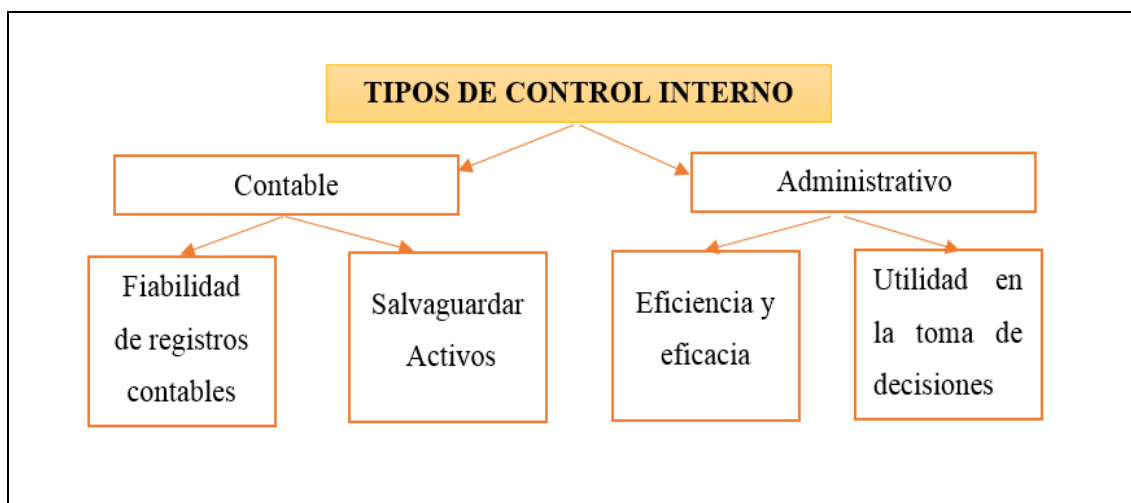 TIPOS DE CONTROL INTERNO
Contable
Administrativo
Fiabilidad
de registros
contables
Salvaguardar
Activos
Eficiencia y
eficacia
Utilidad en
la toma de
decisiones